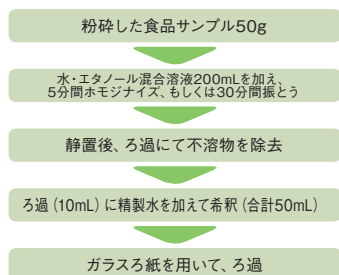 粉砕した食品サンプル50g
水・エタノール混合溶液200mLを加え、
5分間ホモジナイズ、もしくは30分間振とう
静置後、ろ過にて不溶物を除去
ろ過（10mL）に精製水を加えて希釈（合計50mL）
ガラスろ紙を用いて、ろ過